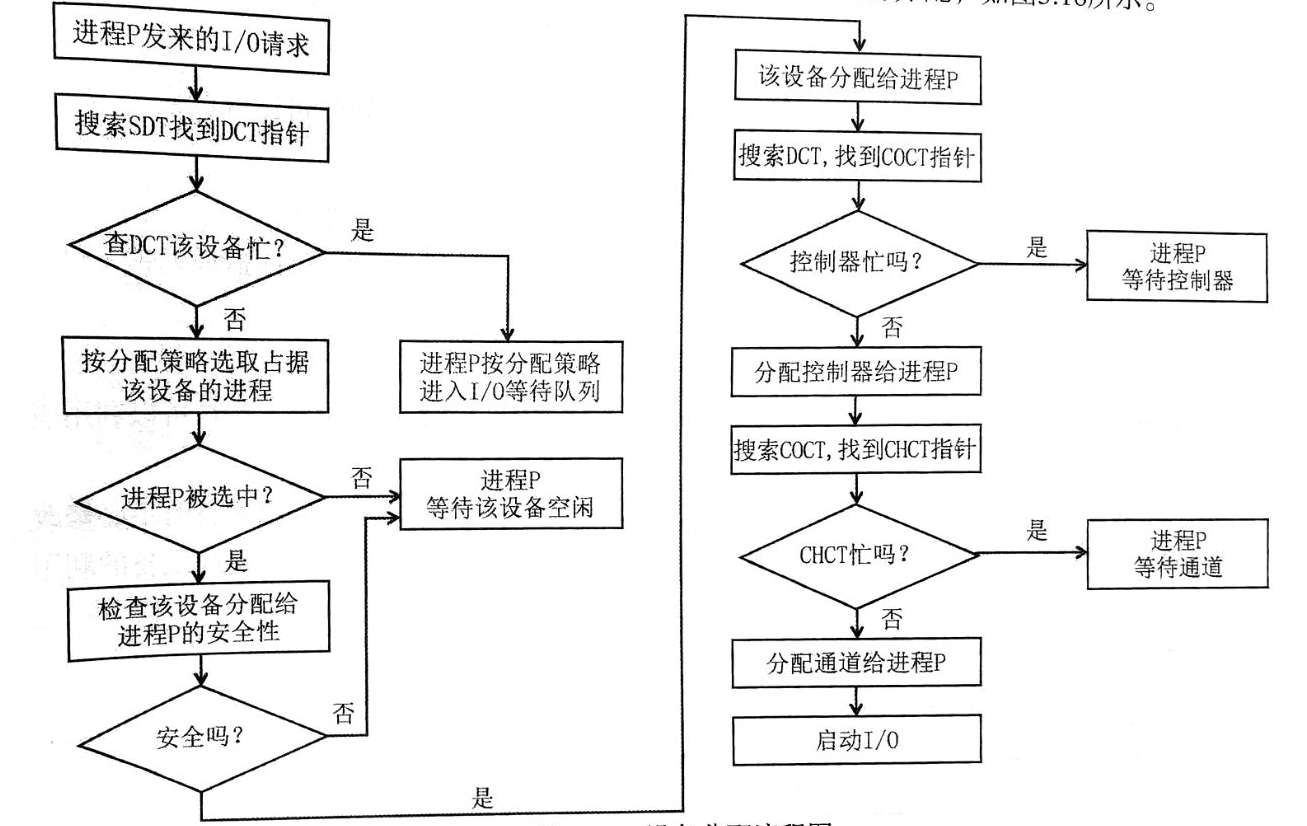 如图5.16所示。
进程P发来的I/O请求
搜索SDT找到DCT指针
查DCT该设备忙?
是
否
按分配策略选取占据
该设备的进程
进程P按分配策略
进入I/O等待队列
进程P被选中?
否
进程P
等待该设备空闲
是
检查该设备分配给
进程P的安全性
安全吗?
否
是
该设备分配给进程P
搜索DCT,找到COCT指针
控制器忙吗?
是
进程P
等待控制器
否
分配控制器给进程P
搜索COCT,找到CHCT指针
CHCT忙吗?
是
进程P
等待通道
否
分配通道给进程P
启动I/O